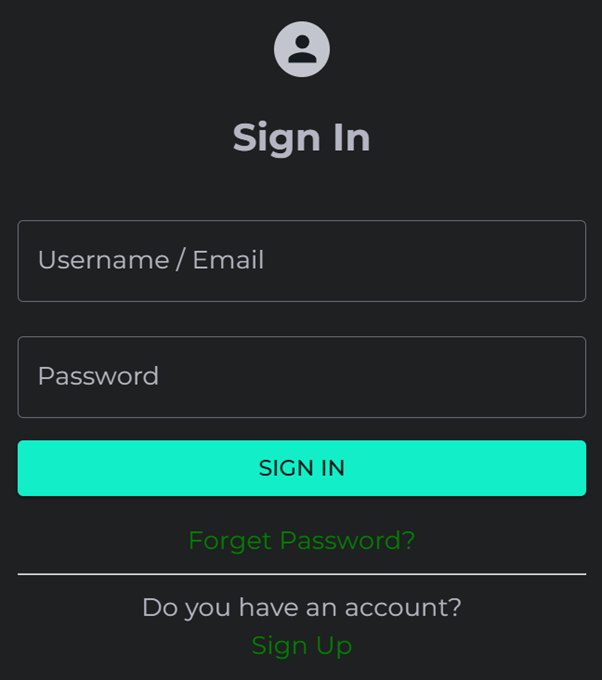 Sign In
Username / Email
Password
SIGN IN
Forget Password?
Do you have an account?
Sign Up